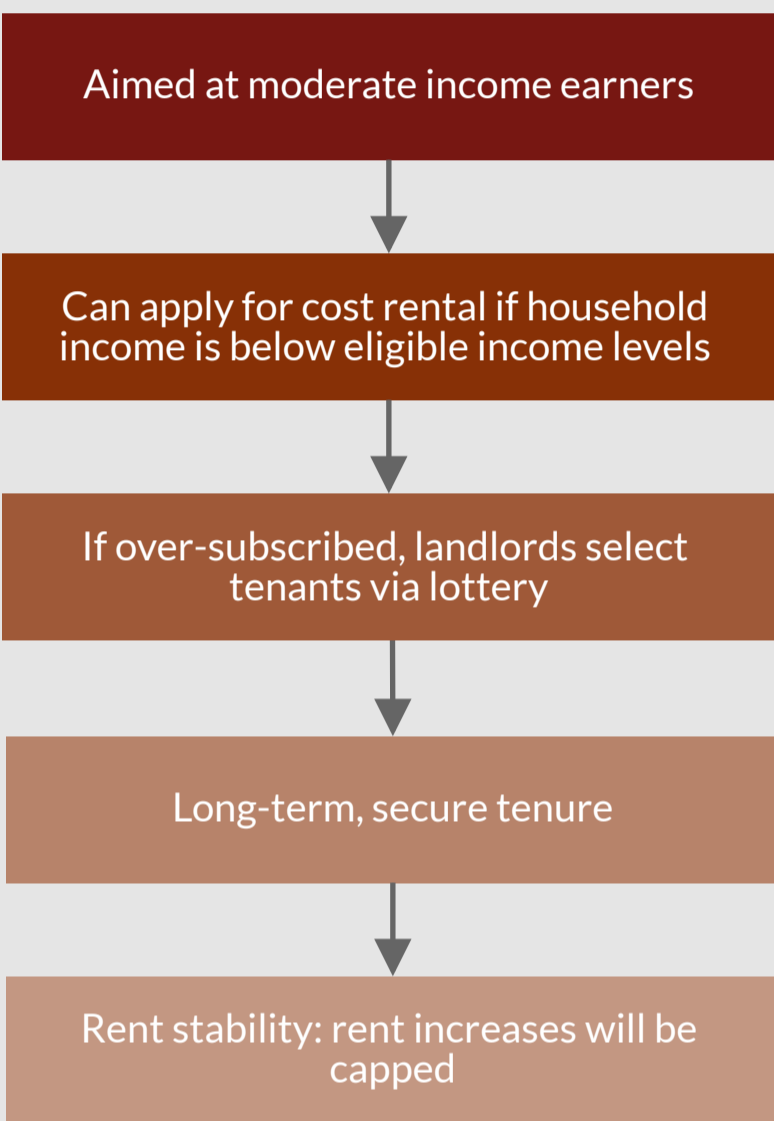 Aimed at moderate income earners
Can apply for cost rental if household
income is below eligible income levels
If over-subscribed, landlords select
tenants via lottery
Long-term, secure tenure
Rent stability: rent increases will be
capped